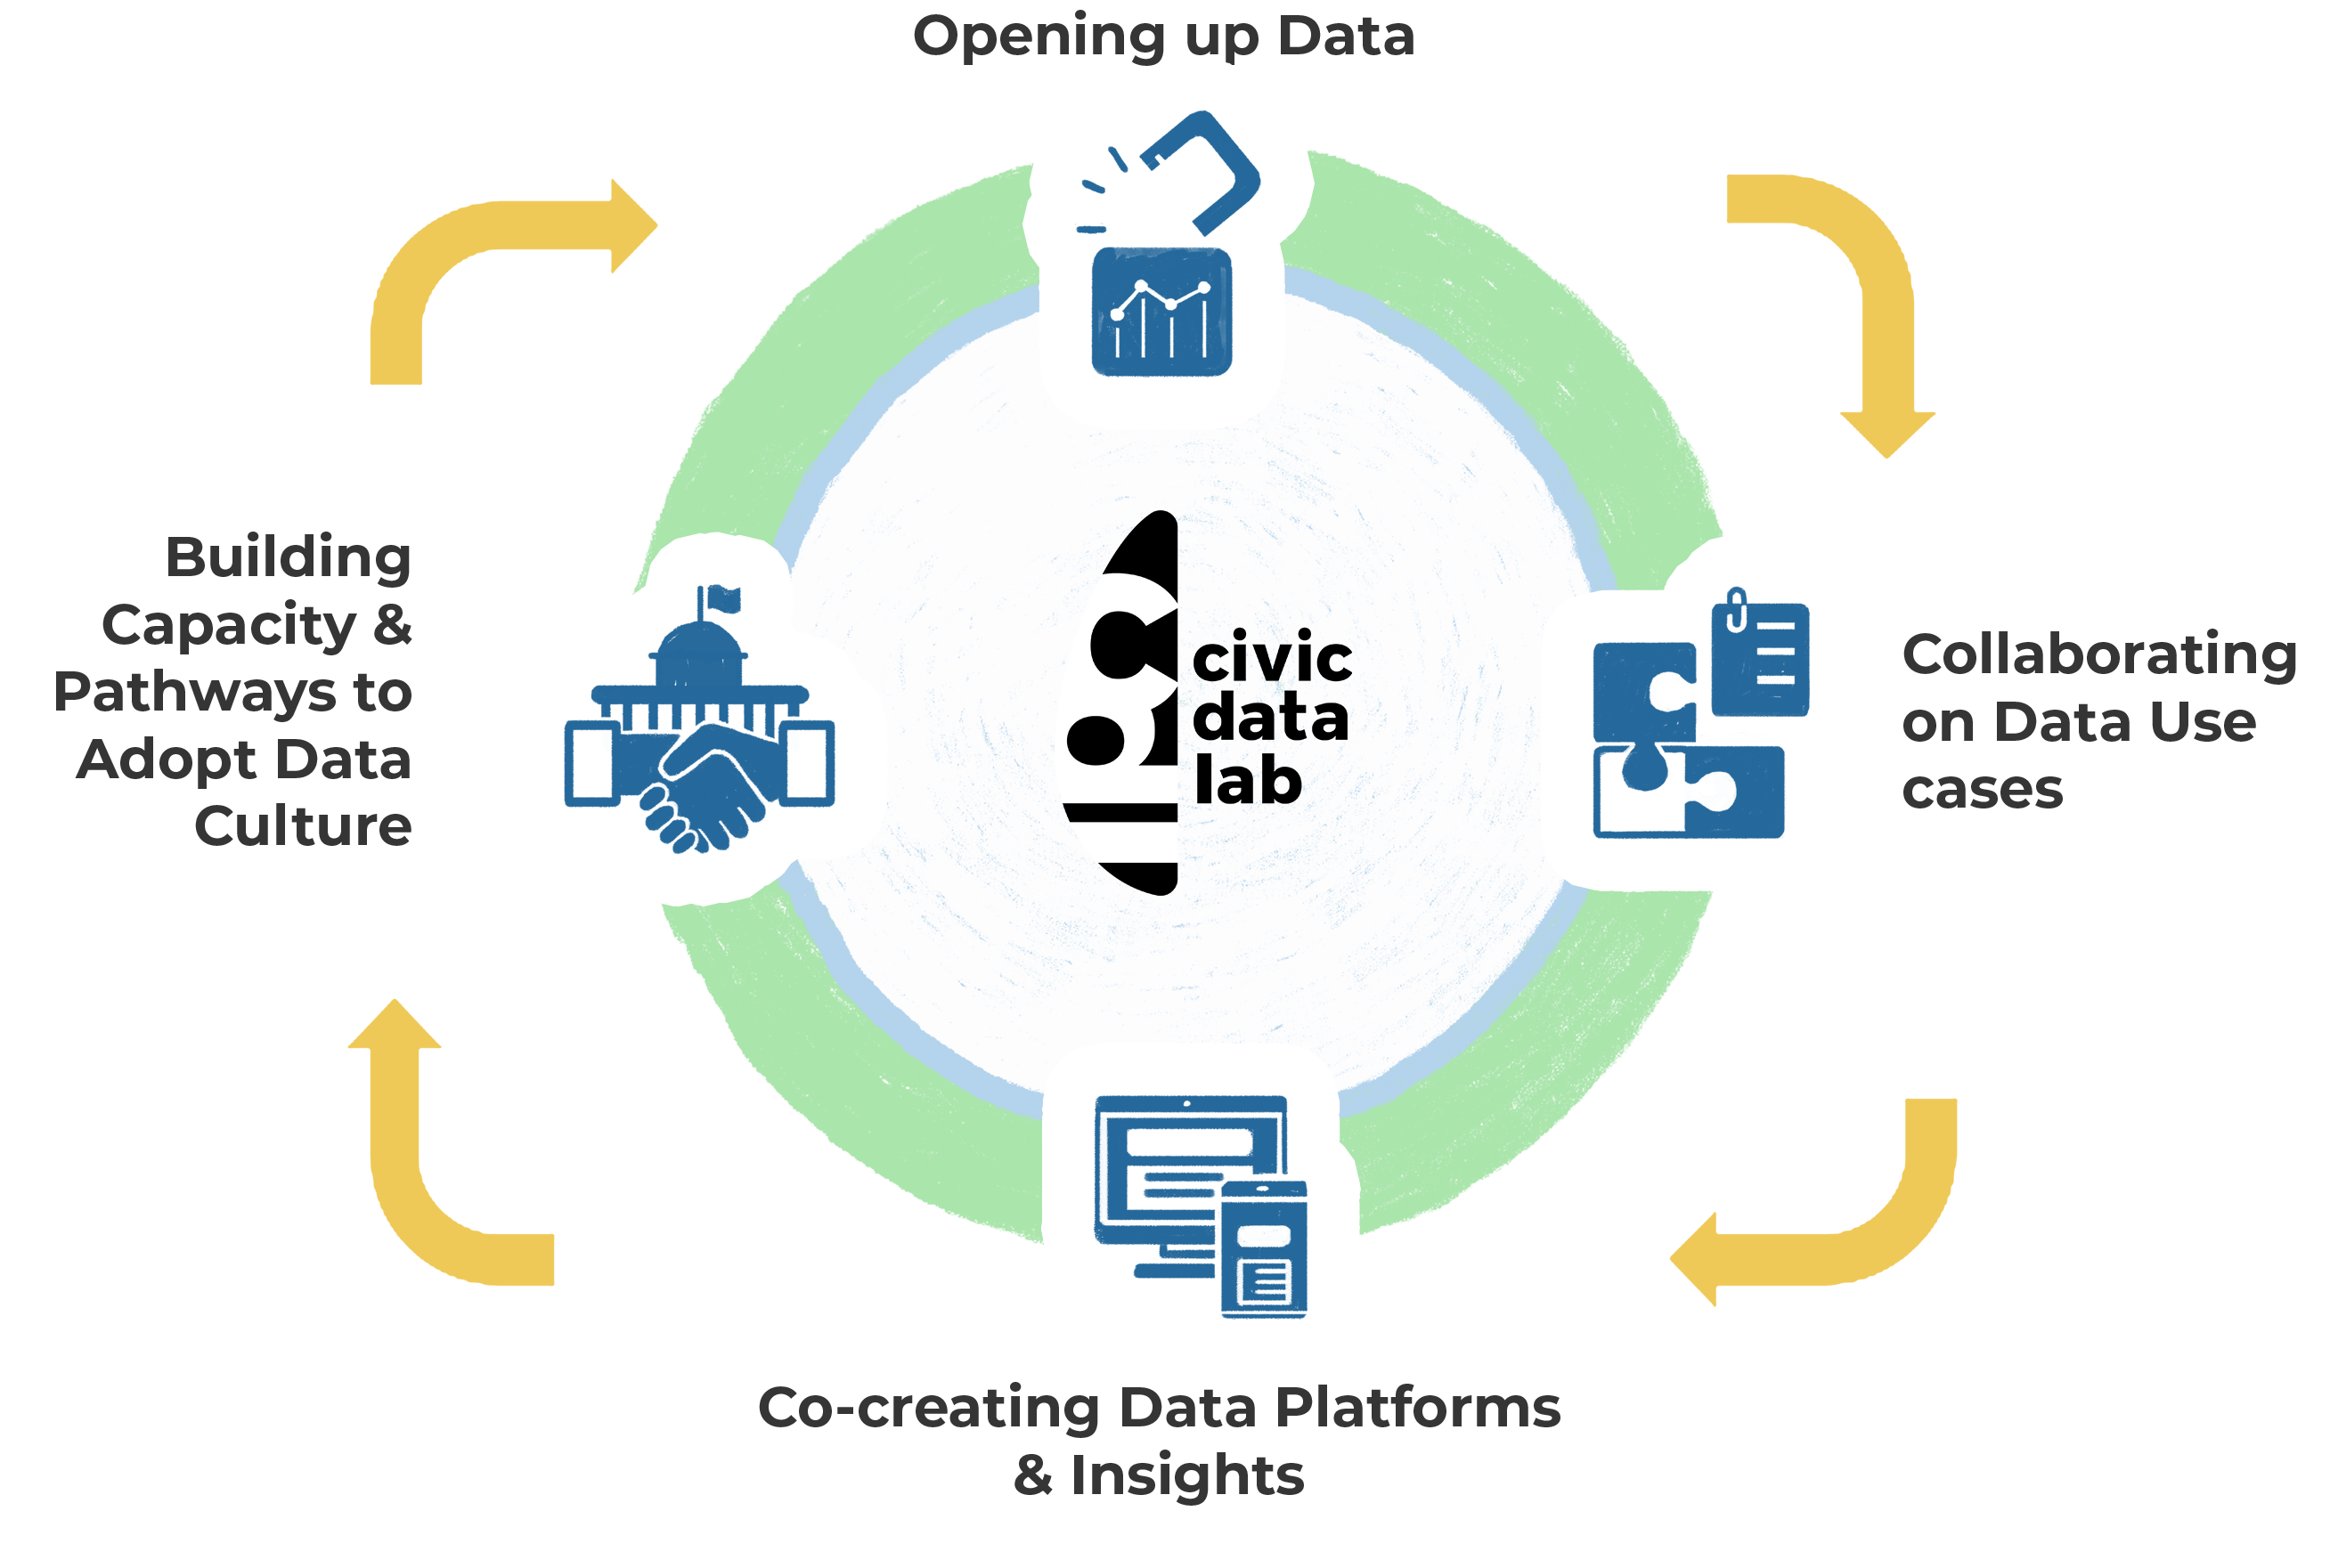 Opening up Data
Building
Capacity &
Pathways to
Adopt Data
Culture
civic
data
lab
Collaborating
on Data Use
cases
Co-creating Data Platforms
& Insights